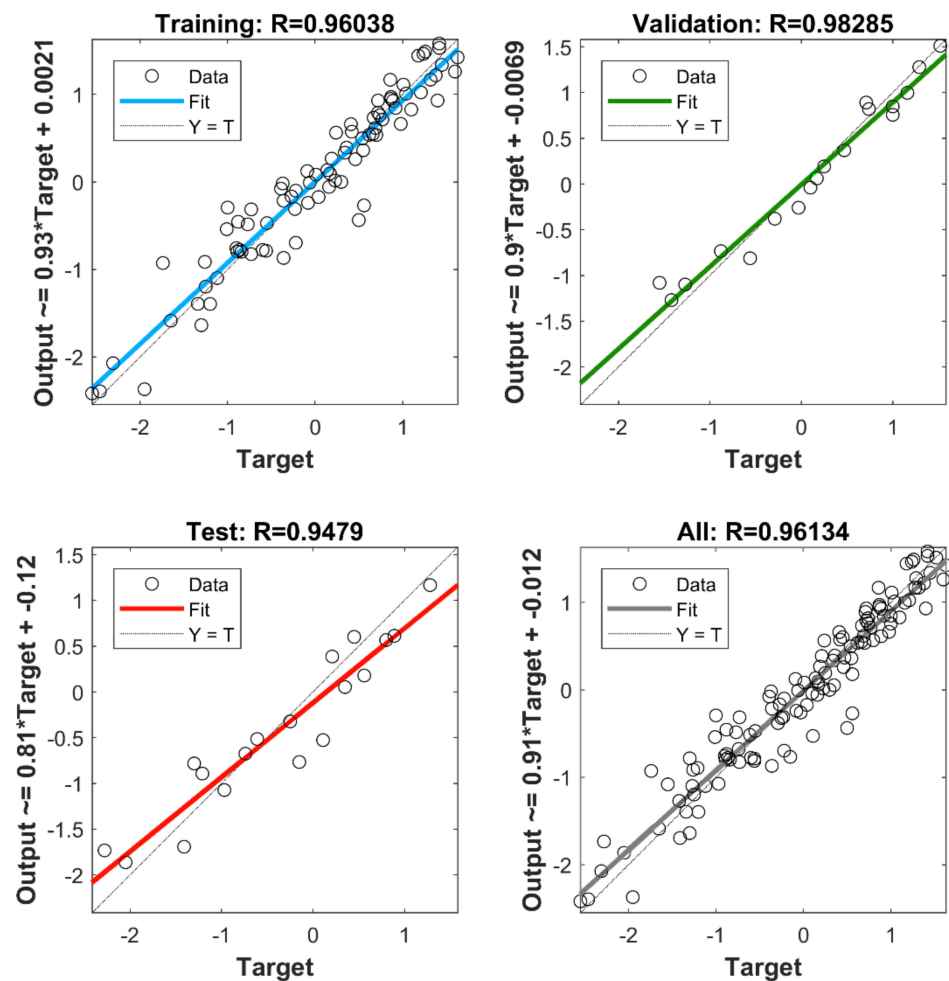 Training: R=0.96038
Output ~= 0.93*Target + 0.0021
Data
Fit
Y = T
1
0
-1
-2
-2
-1
0
1
Target
Validation: R=0.98285
Output ~= 0.9*Target + -0.0069
Data
Fit
Y = T
1.5
1
0.5
0
-0.5
-1
-1.5
-2
-2
-1
0
1
Target
Test: R=0.9479
Output ~= 0.81*Target + -0.12
Data
Fit
Y = T
1.5
1
0.5
0
-0.5
-1
-1.5
-2
-2
-1
0
1
Target
All: R=0.96134
Output ~= 0.91*Target + -0.012
Data
Fit
Y = T
1
0
-1
-2
-2
-1
0
1
Target